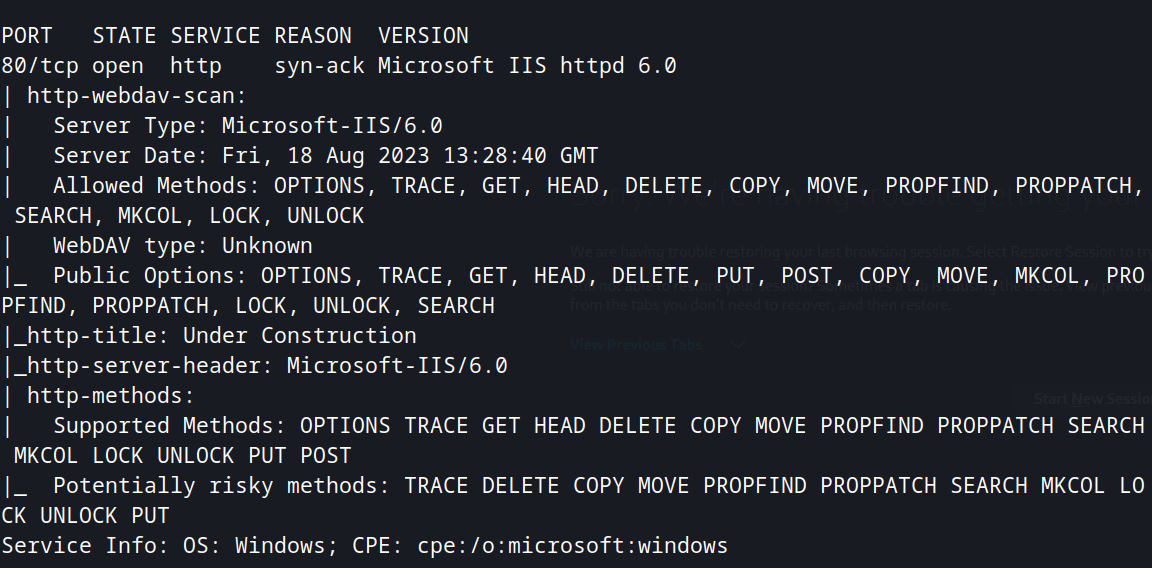 PORT   STATE SERVICE REASON  VERSION
80/tcp open  http    syn-ack Microsoft IIS httpd 6.0
| http-webdav-scan:
|   Server Type: Microsoft-IIS/6.0
|   Server Date: Fri, 18 Aug 2023 13:28:40 GMT
|   Allowed Methods: OPTIONS, TRACE, GET, HEAD, DELETE, COPY, MOVE, PROPFIND, PROPPATCH,
 SEARCH, MKCOL, LOCK, UNLOCK
|   WebDAV type: Unknown
|_  Public Options: OPTIONS, TRACE, GET, HEAD, DELETE, PUT, POST, COPY, MOVE, MKCOL, PRO
PFIND, PROPPATCH, LOCK, UNLOCK, SEARCH
|_http-title: Under Construction
|_http-server-header: Microsoft-IIS/6.0
| http-methods:
|   Supported Methods: OPTIONS TRACE GET HEAD DELETE COPY MOVE PROPFIND PROPPATCH SEARCH
 MKCOL LOCK UNLOCK PUT POST
|_  Potentially risky methods: TRACE DELETE COPY MOVE PROPFIND PROPPATCH SEARCH MKCOL LO
CK UNLOCK PUT
Service Info: OS: Windows; CPE: cpe:/o:microsoft:windows
We are having trouble restoring your last browsing session. Select Restore Session to
from the tabs you don't need to recover, and then restore.
View Previous Tabs
Start New